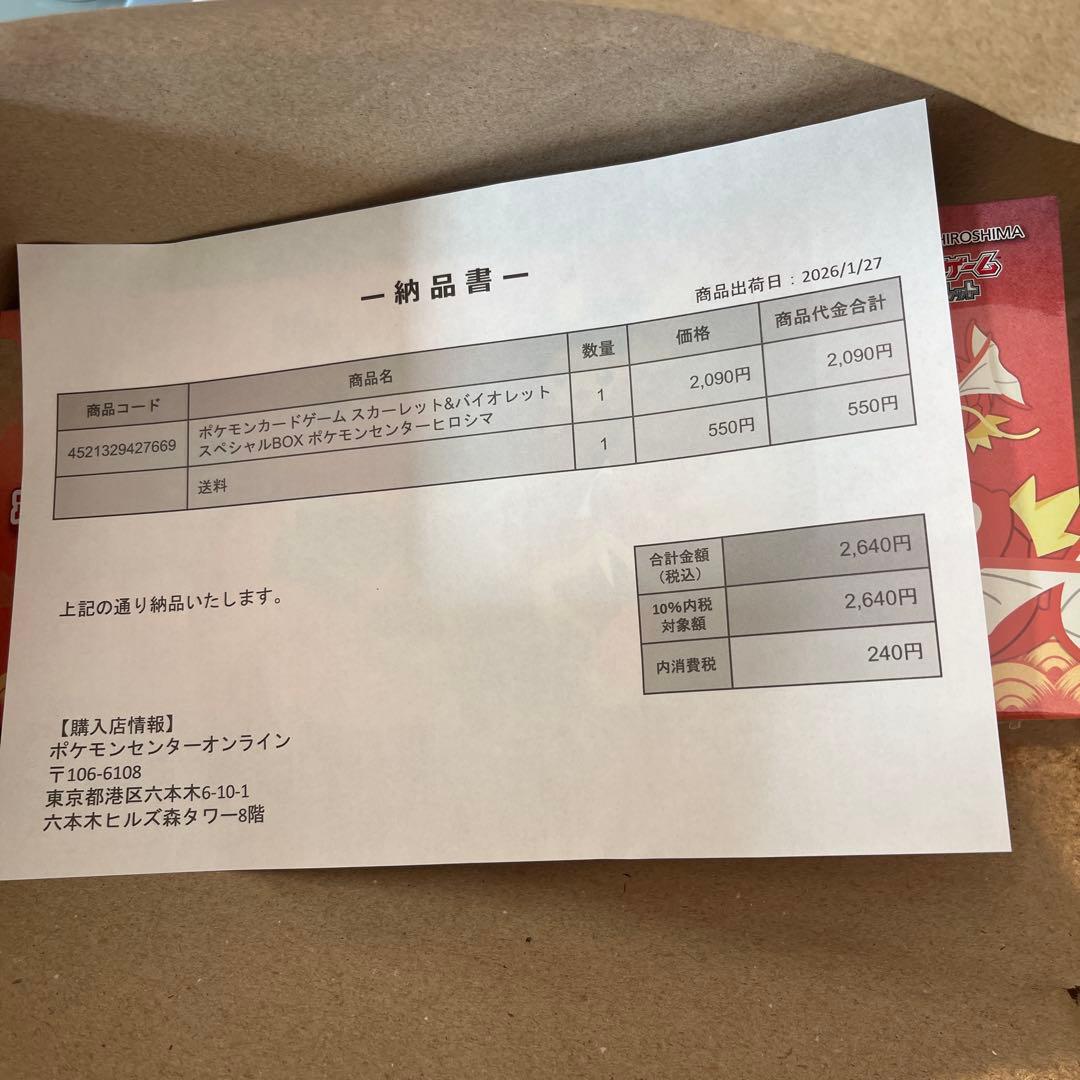 ー納品書ー
商品出荷日：2026/1/27
商品コード 商品名 数量 価格 商品代金合計
4521329427669 ポケモンカードゲーム スカーレット&バイオレット 1 2,090円 2,090円
スペシャルBOX ポケモンセンターヒロシマ
送料 1 550円 550円
合計金額 2,640円
（税込）
10%内税 2,640円
対象額
内消費税 240円
上記の通り納品いたします。
【購入店情報】
ポケモンセンターオンライン
〒106-6108
東京都港区六本木6-10-1
六本木ヒルズ森タワー8階
HIROSHIMA
ゲーム